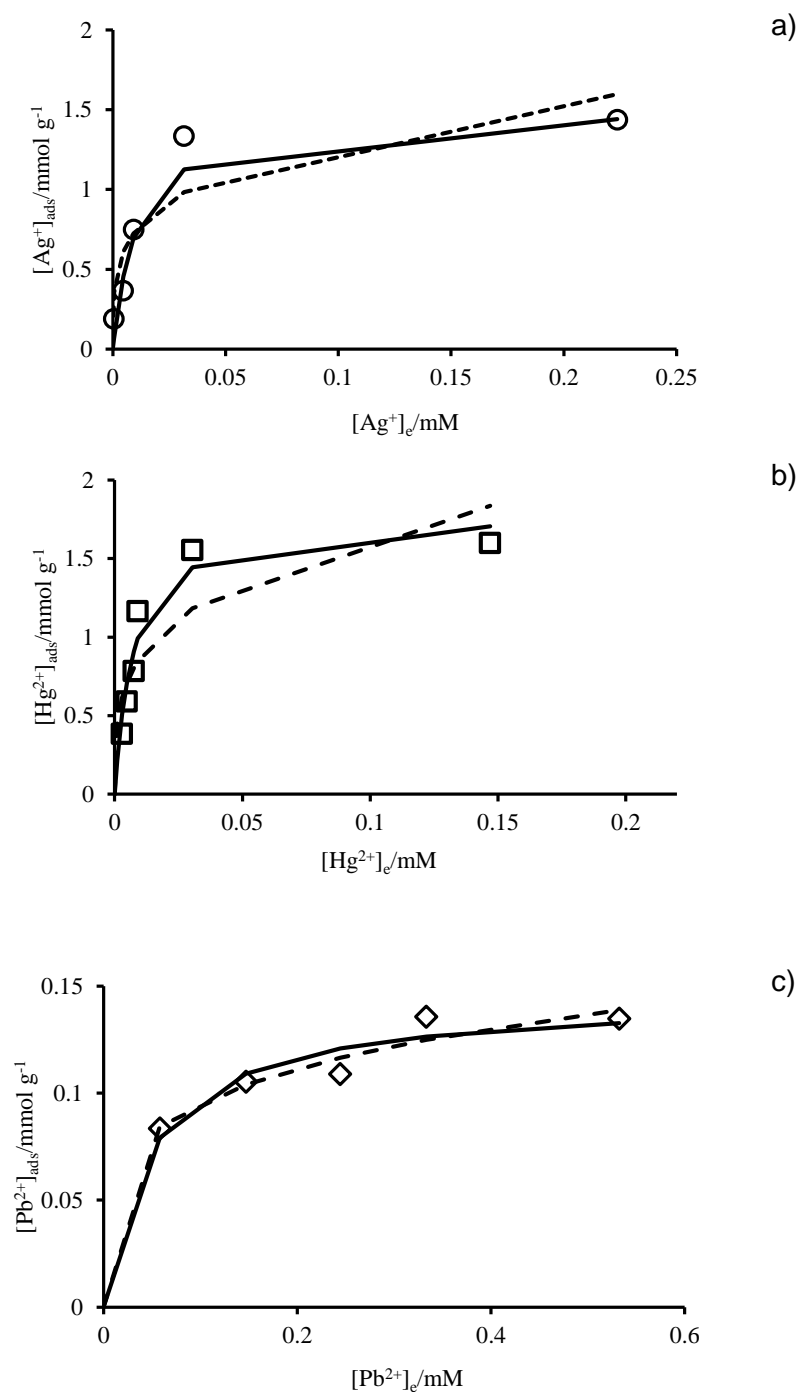 a)
2
1.5
1
0.5
0
[Ag⁺]ads/mmol g⁻¹
0 0.05 0.1 0.15 0.2 0.25
[Ag⁺]e/mM
b)
2
1.5
1
0.5
0
[Hg²⁺]ads/mmol g⁻¹
0 0.05 0.1 0.15 0.2
[Hg²⁺]e/mM
c)
0.15
0.1
0.05
0
[Pb²⁺]ads/mmol g⁻¹
0 0.2 0.4 0.6
[Pb²⁺]e/mM